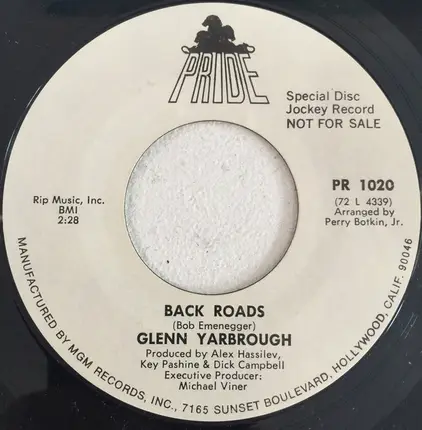 PRIDE
Special Disc
Jockey Record
NOT FOR SALE
Rip Music, Inc.
BMI
2:28
PR 1020
(72 L 4339)
Arranged by
Perry Botkin, Jr.
BACK ROADS
(Bob Emenegger)
GLENN YARBROUGH
Produced by Alex Hassilev,
Key Pashine & Dick Campbell
Executive Producer:
Michael Viner
MANUFACTURED BY MGM RECORDS, INC., 7165 SUNSET BOULEVARD, HOLLYWOOD, CALIF. 90046